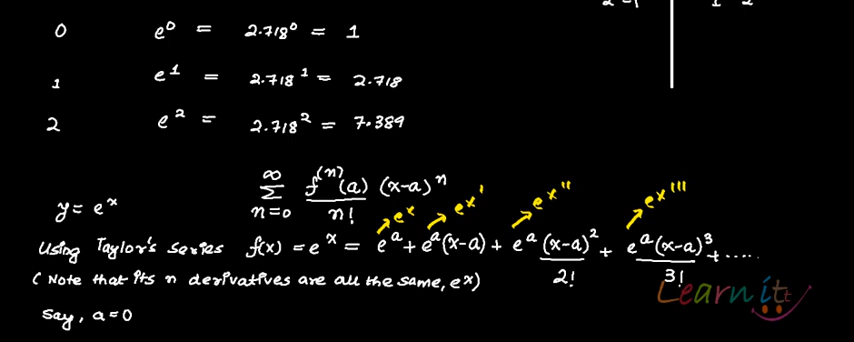 0 e^0 = 2.718^0 = 1
1 e^1 = 2.718^1 = 2.718
2 e^2 = 2.718^2 = 7.389
y = e^x ∞ Σ n=0 f^(n)(a) (x-a)^n / n!
e^x e^x' e^x'' e^x'''
Using Taylor's series f(x) = e^x = e^a + e^a (x-a) + e^a (x-a)^2 / 2! + e^a (x-a)^3 / 3! + .....
(Note that its n derivatives are all the same, e^x)
Learnitt
Say, a=0